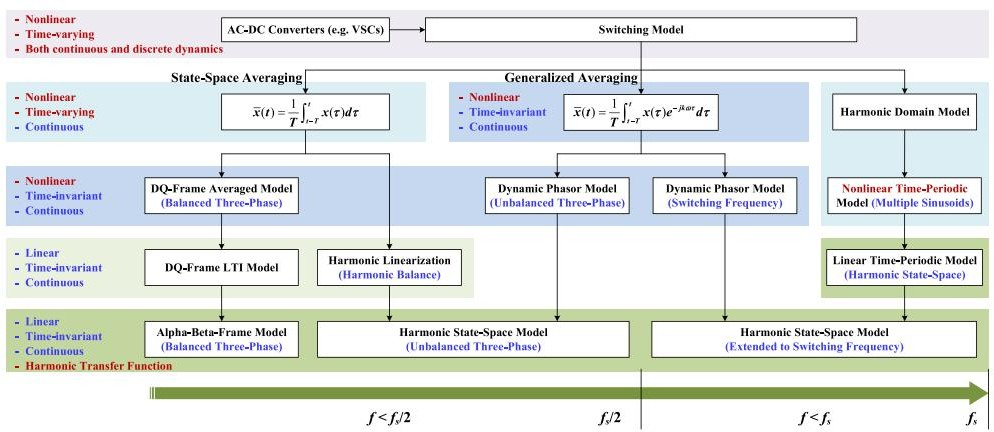 - Nonlinear
- Time-varying
- Both continuous and discrete dynamics
AC-DC Converters (e.g. VSCs)
Switching Model
State-Space Averaging
Generalized Averaging
- Nonlinear
- Time-varying
- Continuous
x̄(t) = 1/T ∫_{t−T}^{t} x(τ)dτ
- Nonlinear
- Time-invariant
- Continuous
x̄(t) = 1/T ∫_{t−T}^{t} x(τ)e^{−jkωτ}dτ
Harmonic Domain Model
- Nonlinear
- Time-invariant
- Continuous
DQ-Frame Averaged Model
(Balanced Three-Phase)
Dynamic Phasor Model
(Unbalanced Three-Phase)
Dynamic Phasor Model
(Switching Frequency)
Nonlinear Time-Periodic
Model (Multiple Sinusoids)
- Linear
- Time-invariant
- Continuous
DQ-Frame LTI Model
Harmonic Linearization
(Harmonic Balance)
Linear Time-Periodic Model
(Harmonic State-Space)
- Linear
- Time-invariant
- Continuous
- Harmonic Transfer Function
Alpha-Beta-Frame Model
(Balanced Three-Phase)
Harmonic State-Space Model
(Unbalanced Three-Phase)
Harmonic State-Space Model
(Extended to Switching Frequency)
f < fs/2
fs/2
f < fs
fs